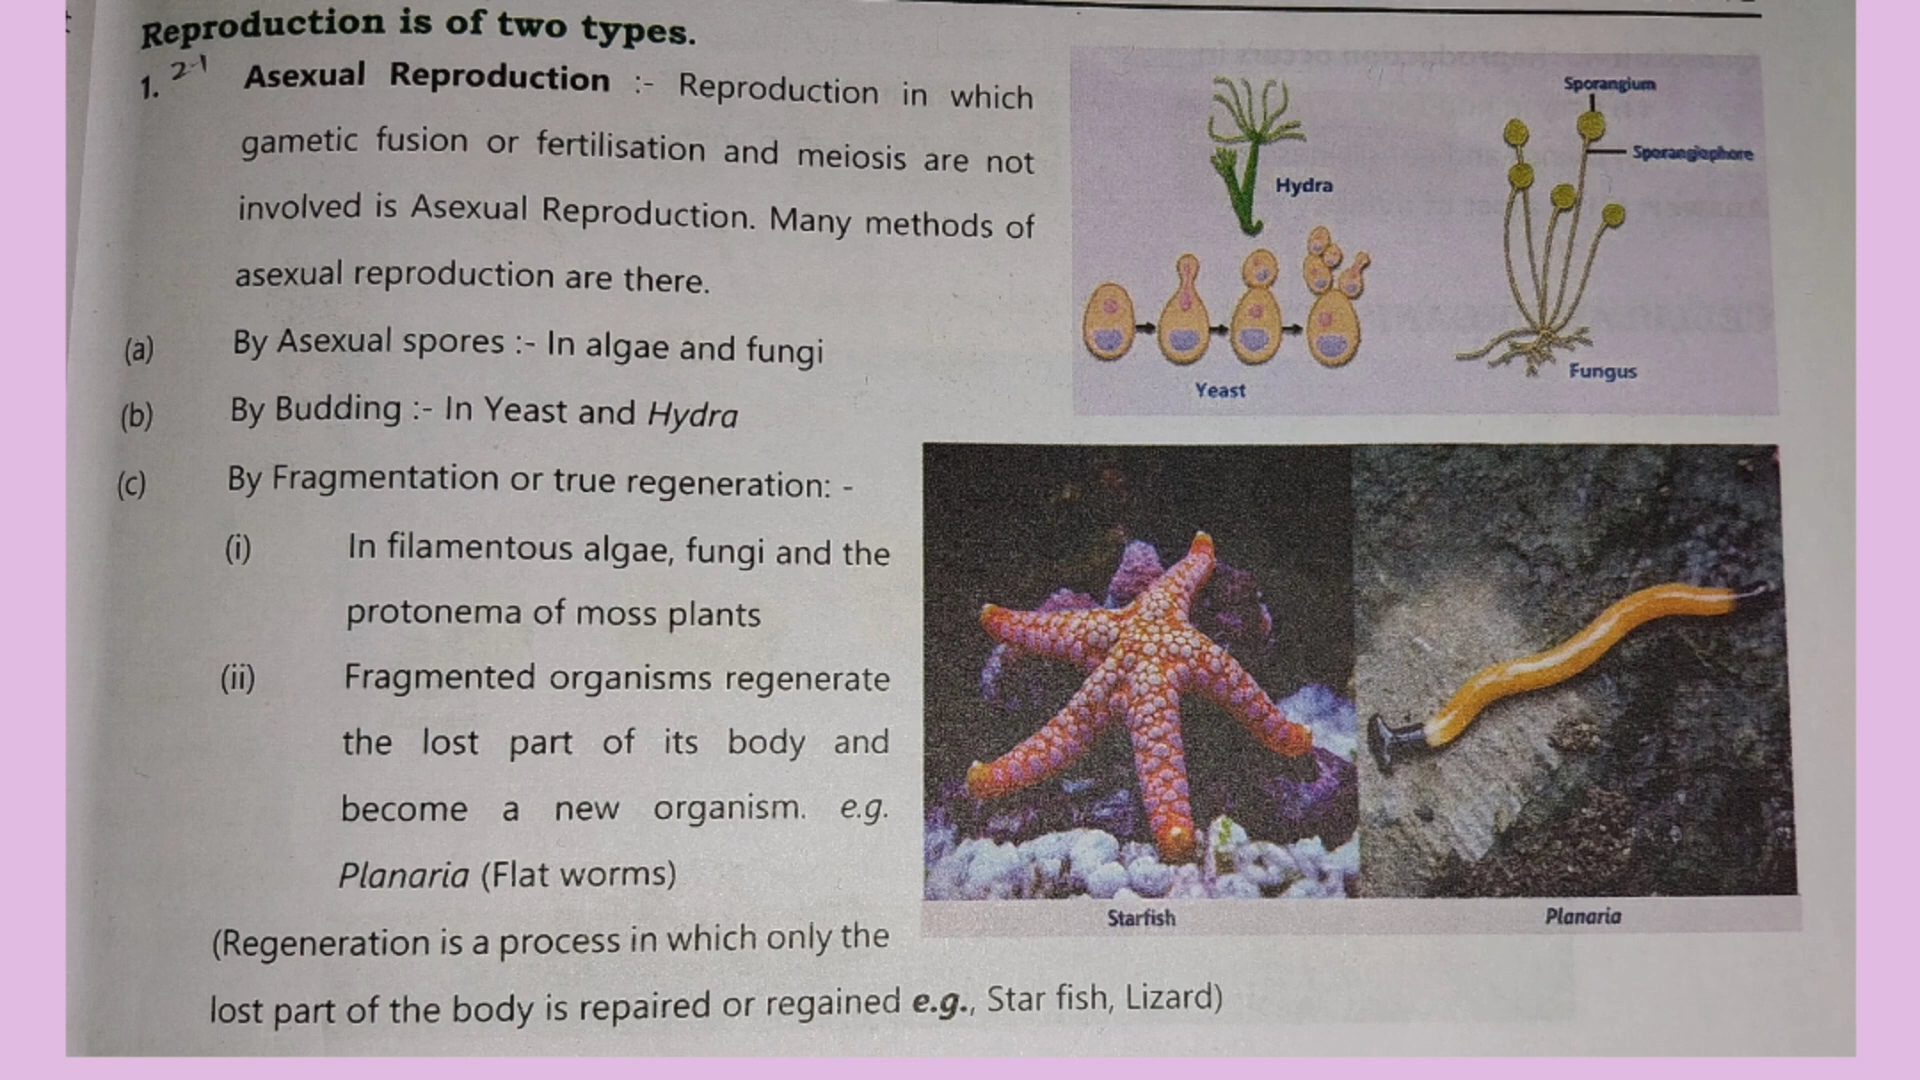 Reproduction is of two types.
1. 2-1 Asexual Reproduction :- Reproduction in which
gametic fusion or fertilisation and meiosis are not
involved is Asexual Reproduction. Many methods of
asexual reproduction are there.
(a) By Asexual spores :- In algae and fungi
(b) By Budding :- In Yeast and Hydra
(c) By Fragmentation or true regeneration: -
(i) In filamentous algae, fungi and the
protonema of moss plants
(ii) Fragmented organisms regenerate
the lost part of its body and
become a new organism. e.g.
Planaria (Flat worms)
(Regeneration is a process in which only the
lost part of the body is repaired or regained e.g., Star fish, Lizard)
Hydra
Yeast
Sporangium
Sporangiophore
Fungus
Starfish
Planaria